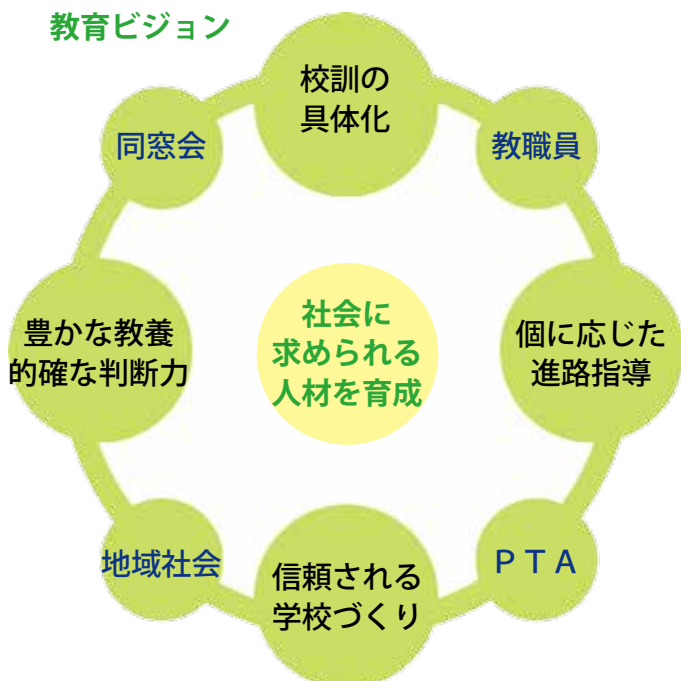 教育ビジョン
校訓の
具体化
同窓会
教職員
豊かな教養
的確な判断力
社会に
求められる
人材を育成
個に応じた
進路指導
地域社会
信頼される
学校づくり
ＰＴＡ